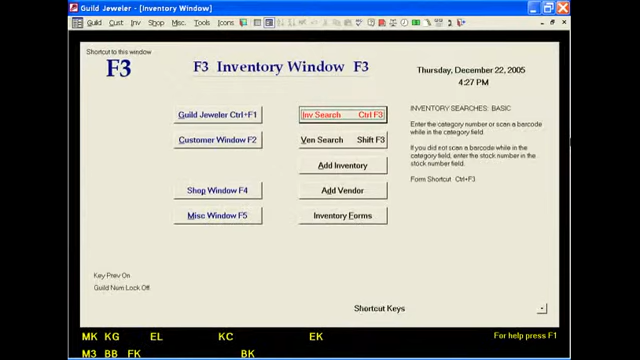 Guild Jeweler - [Inventory Window]
Guild Cust Inv Shop Misc. Tools Icons
Shortcut to this window
F3
F3 Inventory Window F3
Thursday, December 22, 2005
4:27 PM
Guild Jeweler Ctrl+F1
Inv Search Ctrl F3
INVENTORY SEARCHES: BASIC
Enter the category number or scan a barcode
while in the category field.
Customer Window F2
Ven Search Shift F3
If you did not scan a barcode while in the
category field, enter the stock number in the
stock number field.
Add Inventory
Form Shortcut Ctrl+F3
Shop Window F4
Add Vendor
Misc Window F5
Inventory Forms
Key Prev On
Guild Num Lock Off
Shortcut Keys
MK KG EL KC EK
For help press F1
M3 BB FK BK